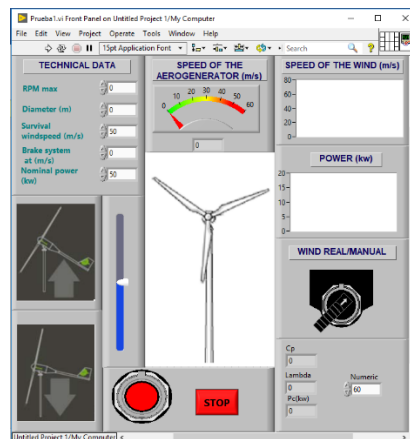 Prueba1.vi Front Panel on Untitled Project 1/My Computer
File Edit View Project Operate Tools Window Help
15pt Application Font
Search
TECHNICAL DATA
RPM max
0
Diameter (m)
0
Survival
windspeed (m/s)
50
Brake system
at (m/s)
0
Nominal power
(kw)
50
SPEED OF THE
AEROGENERATOR (m/s)
0 10 20 30 40 50 60
0
SPEED OF THE WIND (m/s)
80-
60-
40-
20-
0-
POWER (kw)
20-
15-
10-
5-
0-
WIND REAL/MANUAL
STOP
Cp
0
Lambda
0
Pc(kw)
0
Numeric
60
Untitled Project 1/My Computer